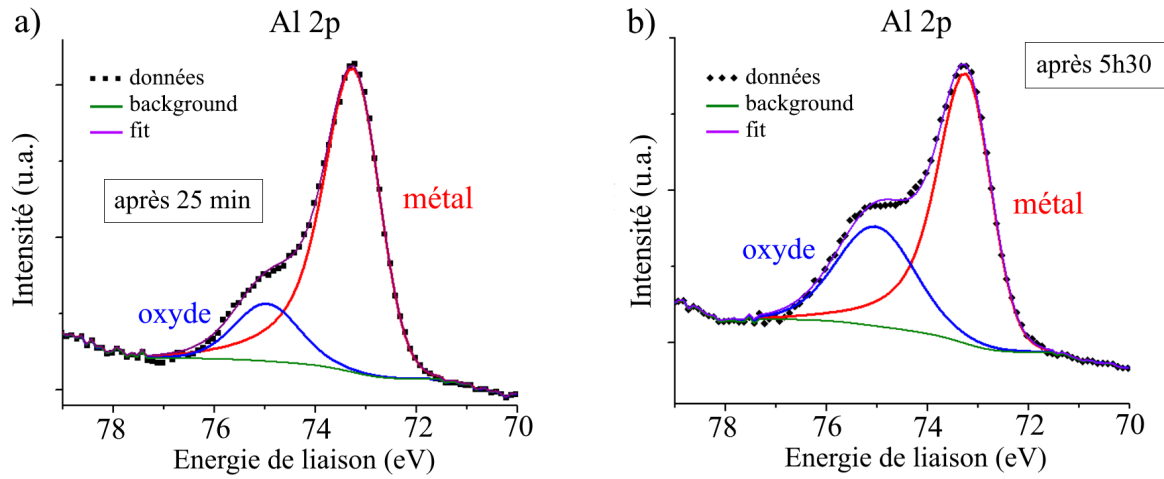 a)
Al 2p
données
background
fit
après 25 min
métal
oxyde
Intensité (u.a.)
78 76 74 72 70
Energie de liaison (eV)
b)
Al 2p
après 5h30
données
background
fit
métal
oxyde
Intensité (u.a.)
78 76 74 72 70
Energie de liaison (eV)